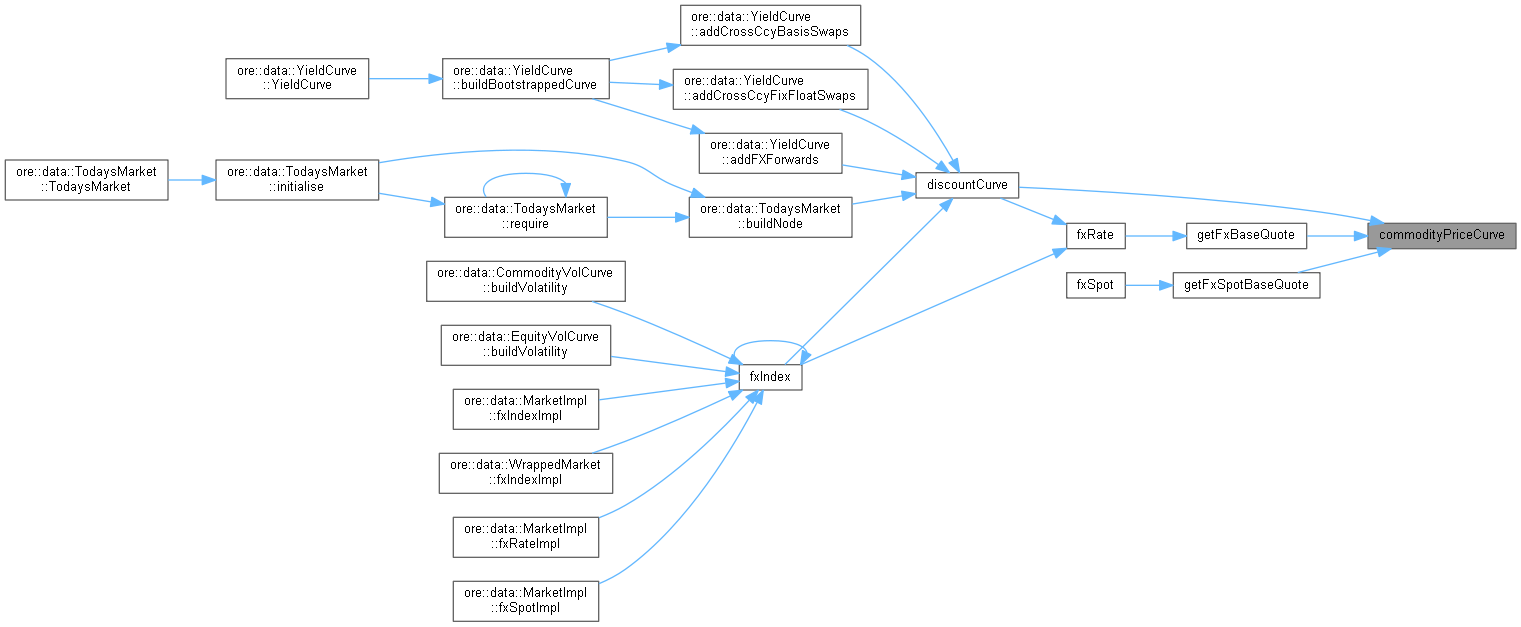 ore::data::YieldCurve
::addCrossCcyBasisSwaps
ore::data::YieldCurve
::YieldCurve
ore::data::YieldCurve
::buildBootstrappedCurve
ore::data::YieldCurve
::addCrossCcyFixFloatSwaps
ore::data::YieldCurve
::addFXForwards
ore::data::TodaysMarket
::TodaysMarket
ore::data::TodaysMarket
::initialise
ore::data::TodaysMarket
::require
ore::data::TodaysMarket
::buildNode
discountCurve
fxRate
getFxBaseQuote
commodityPriceCurve
fxSpot
getFxSpotBaseQuote
ore::data::CommodityVolCurve
::buildVolatility
ore::data::EquityVolCurve
::buildVolatility
fxIndex
ore::data::MarketImpl
::fxIndexImpl
ore::data::WrappedMarket
::fxIndexImpl
ore::data::MarketImpl
::fxRateImpl
ore::data::MarketImpl
::fxSpotImpl